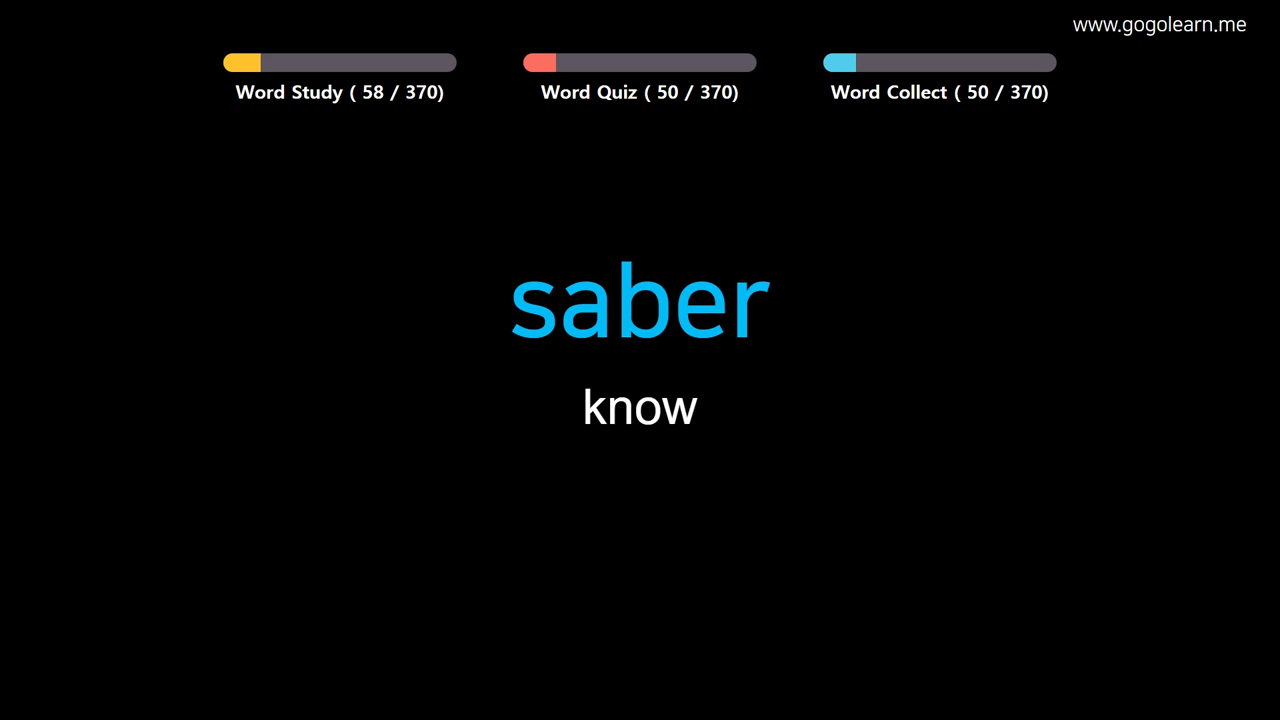 www.gogolearn.me
Word Study ( 58 / 370)
Word Quiz ( 50 / 370)
Word Collect ( 50 / 370)
saber
know